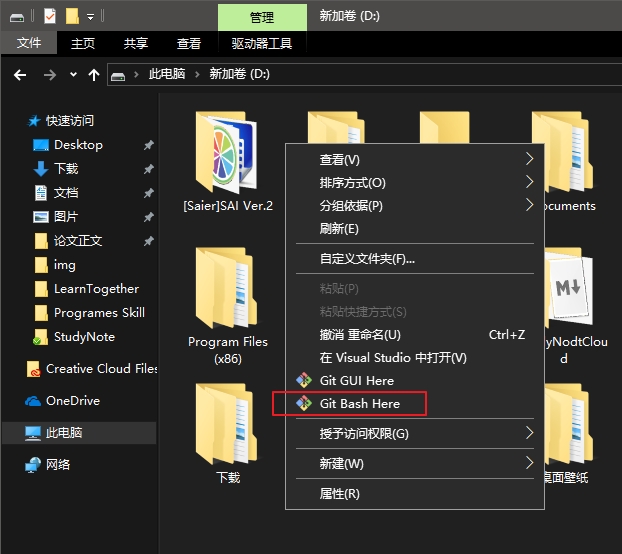 管理
新加卷 (D:)
文件
主页
共享
查看
驱动器工具
此电脑
新加卷 (D:)
快速访问
Desktop
下载
文档
图片
论文正文
img
LearnTogether
Programes Skill
StudyNote
Creative Cloud Files
OneDrive
此电脑
网络
[Saier]SAI Ver.2
ocuments
Program Files
(x86)
yNodtClou
d
下载
桌面壁纸
查看(V)
排序方式(O)
分组依据(P)
刷新(E)
自定义文件夹(F)...
粘贴(P)
粘贴快捷方式(S)
撤消 重命名(U) Ctrl+Z
在 Visual Studio 中打开(V)
Git GUI Here
Git Bash Here
授予访问权限(G)
新建(W)
属性(R)